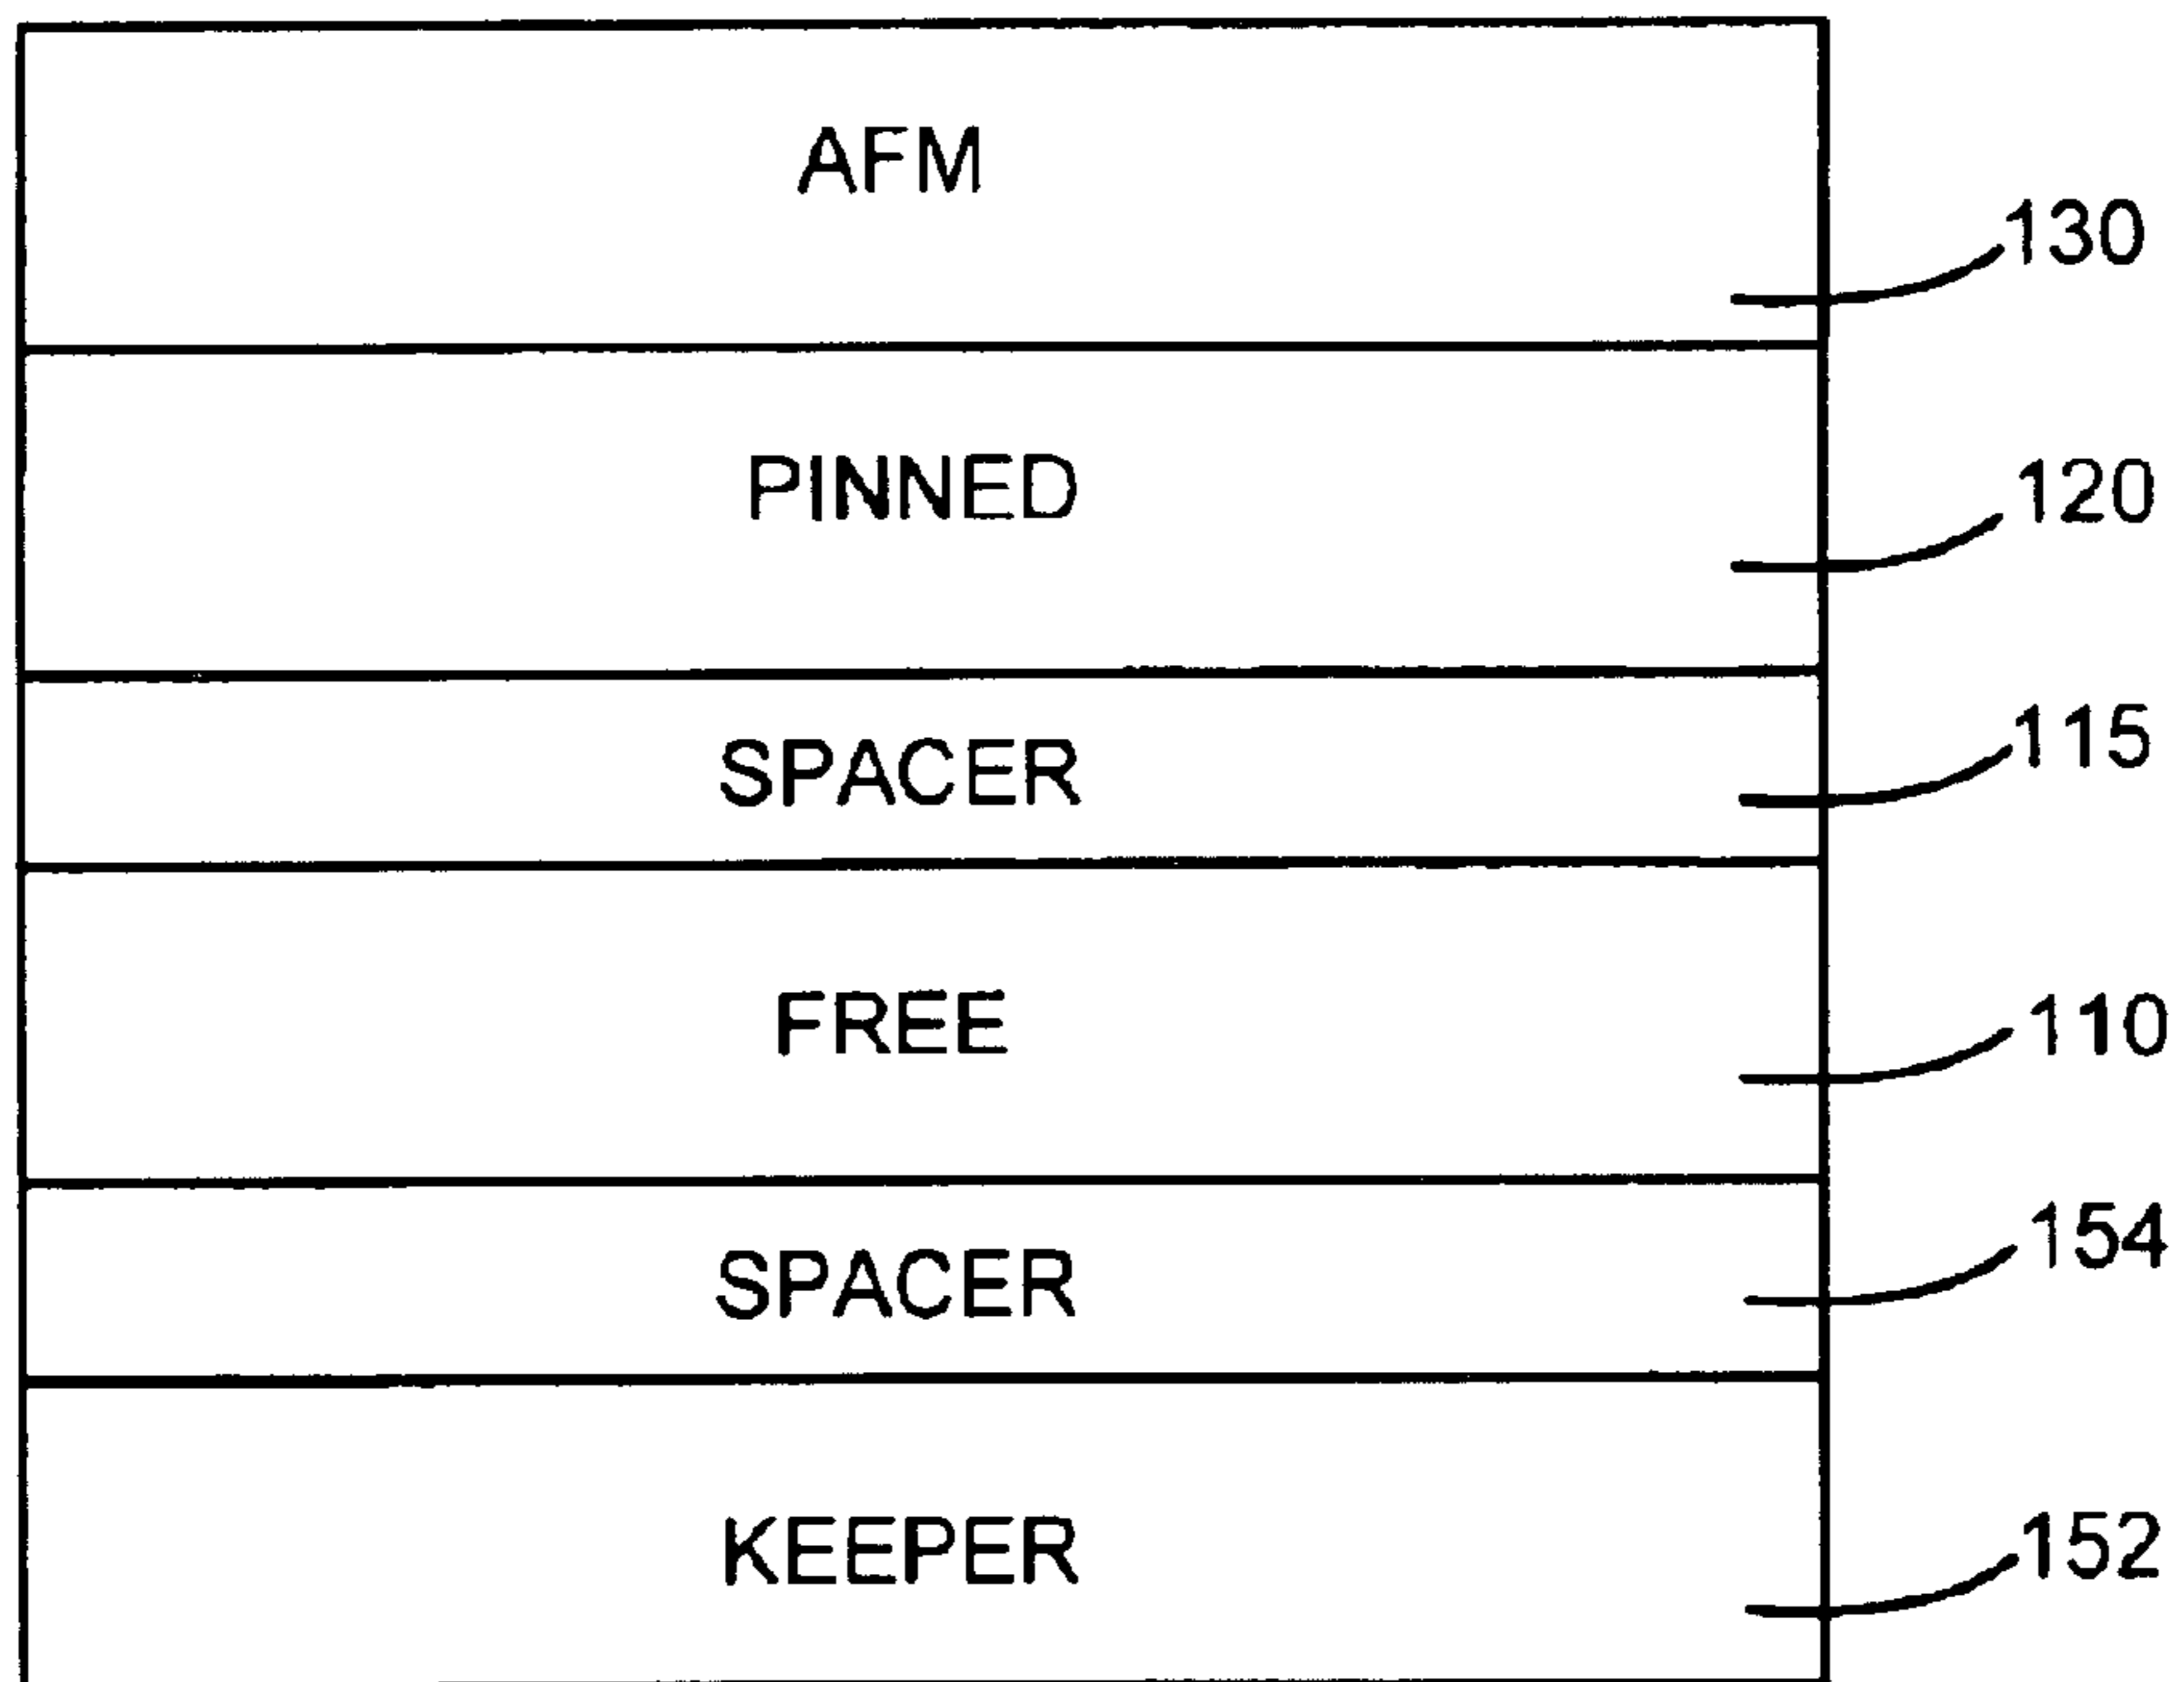 AFM
130
PINNED
120
SPACER
115
FREE
110
SPACER
154
KEEPER
152